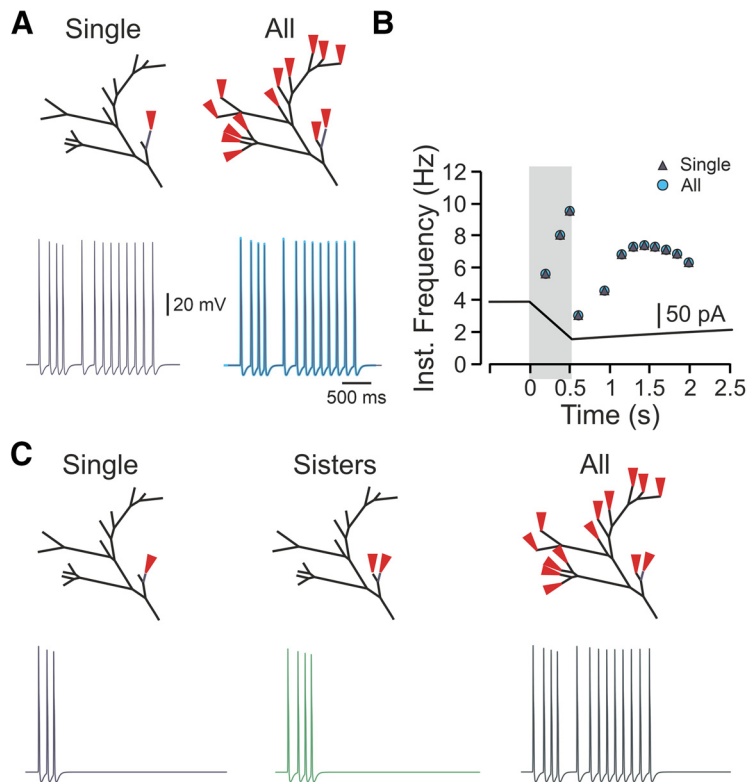 A
Single
All
20 mV
500 ms
B
Inst. Frequency (Hz)
12
10
8
6
4
2
0
Single
All
50 pA
0 0.5 1 1.5 2 2.5
Time (s)
C
Single
Sisters
All